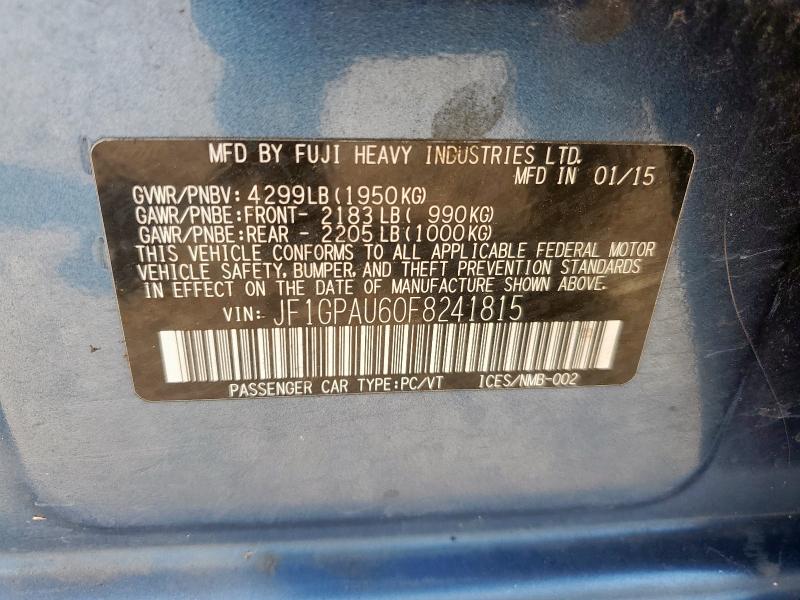 MFD BY FUJI HEAVY INDUSTRIES LTD.
MFD IN 01/15
GVWR/PNBV: 4299LB(1950KG)
GAWR/PNBE:FRONT- 2183LB( 990KG)
GAWR/PNBE:REAR - 2205LB(1000KG)
THIS VEHICLE CONFORMS TO ALL APPLICABLE FEDERAL MOTOR
VEHICLE SAFETY, BUMPER, AND THEFT PREVENTION STANDARDS
IN EFFECT ON THE DATE OF MANUFACTURE SHOWN ABOVE.
VIN: JF1GPAU60F8241815
PASSENGER CAR TYPE:PC/VT ICES/NMB-002